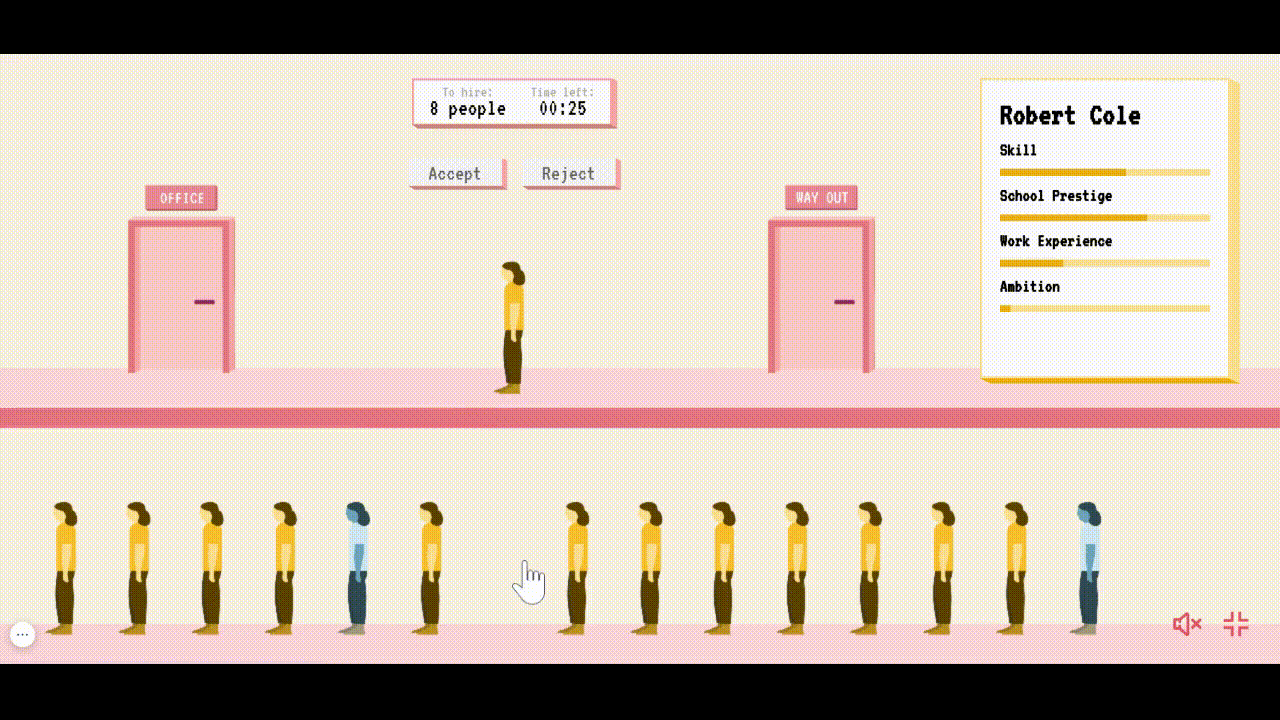 To hire: Time left:
8 people 00:25
Accept Reject
OFFICE
WAY OUT
Robert Cole
Skill
School Prestige
Work Experience
Ambition